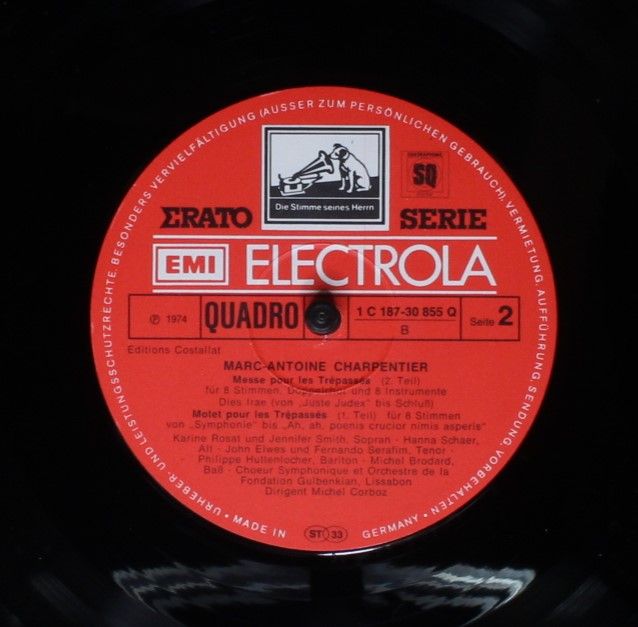 URHEBER- UND LEISTUNGSSCHUTZRECHTE, BESONDERS VERVIELFÄLTIGUNG (AUSSER ZUM PERSÖNLICHEN GEBRAUCH), VERMIETUNG, AUFFÜHRUNG, SENDUNG, VORBEHALTEN
Die Stimme seines Herrn
SQ
ΣRATO SERIE
EMI ELECTROLA
℗ 1974 QUADRO 1 C 187-30 855 Q Seite 2
B
Editions Costallat
MARC-ANTOINE CHARPENTIER
Messe pour les Trépassés (2. Teil)
für 8 Stimmen, Doppelchor und 8 Instrumente
Dies Irae (von „Juste Judex" bis Schluß)
Motet pour les Trépassés (1. Teil) für 8 Stimmen
von „Symphonie" bis „Ah, ah, poenis crucior nimis asperis"
Karine Rosat und Jennifer Smith, Sopran · Hanna Schaer,
Alt · John Elwes und Fernando Serafim, Tenor ·
Philippe Huttenlocher, Bariton · Michel Brodard,
Baß · Choeur Symphonique et Orchestre de la
Fondation Gulbenkian, Lissabon
Dirigent Michel Corboz
• MADE IN GERMANY •
ST 33